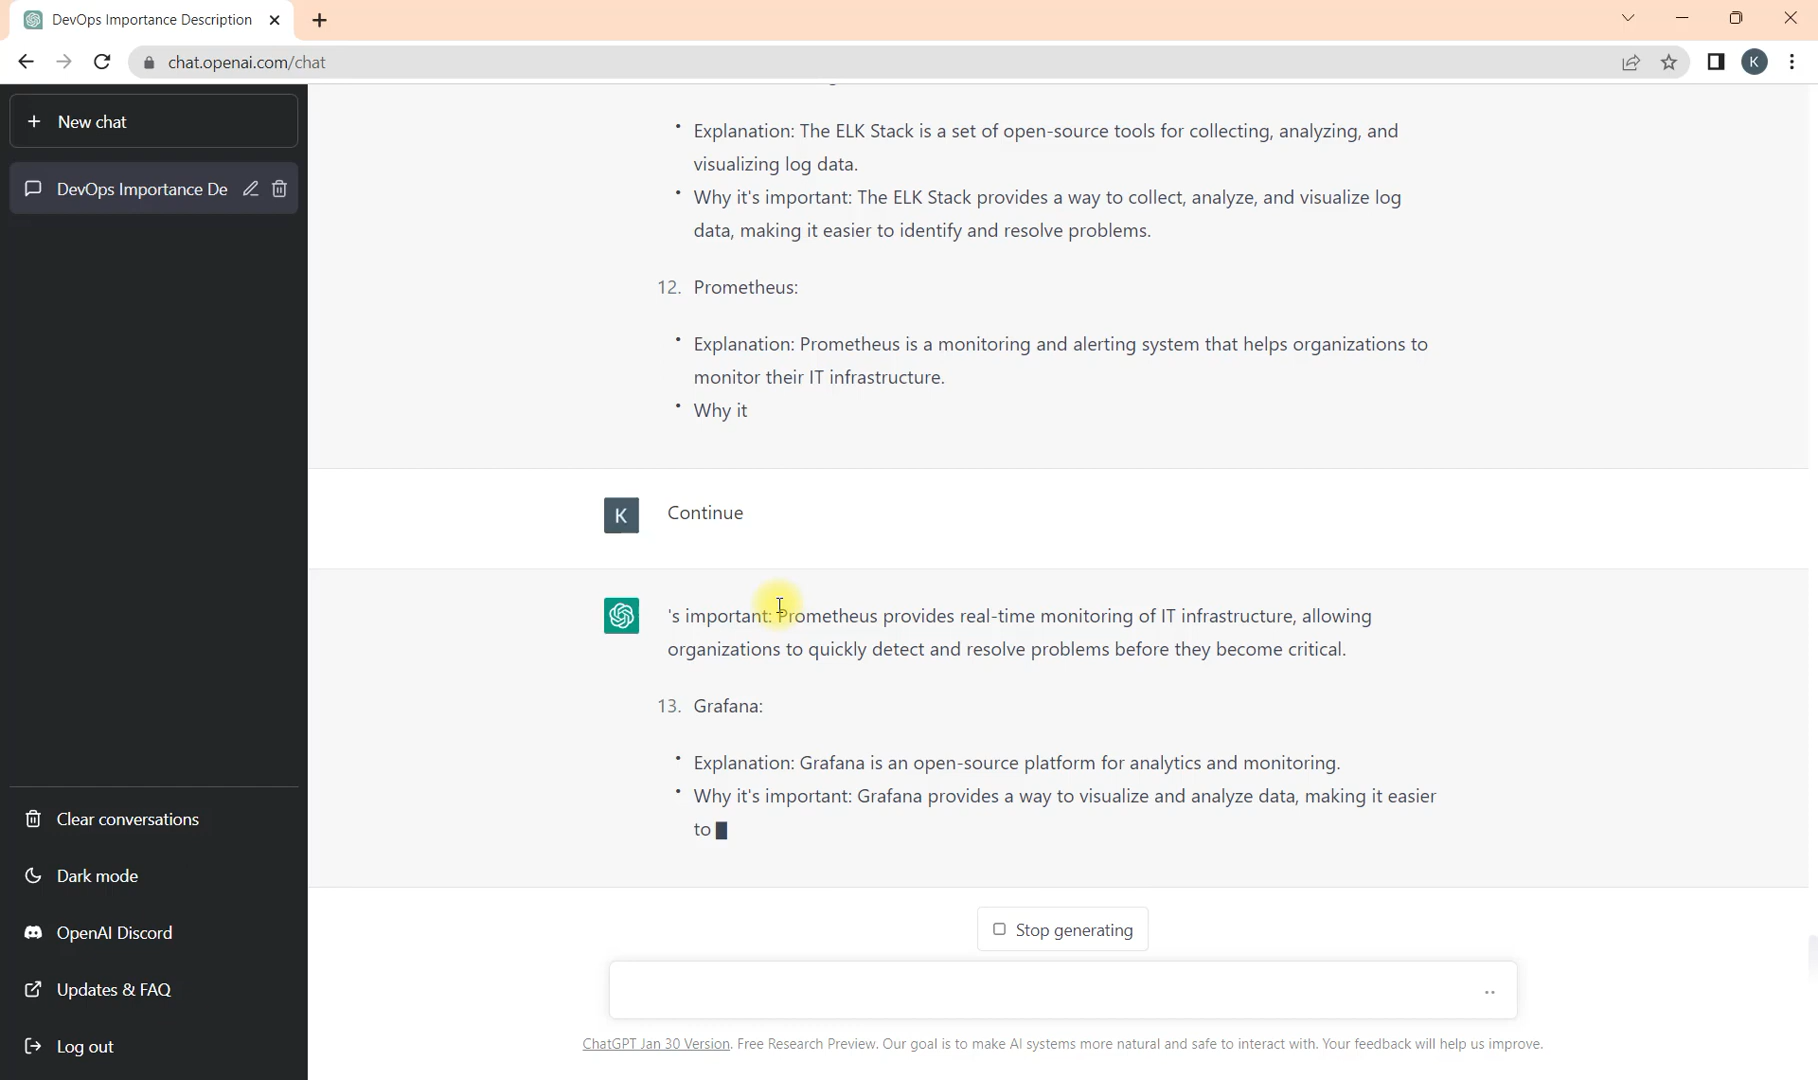 DevOps Importance Description
chat.openai.com/chat
K
New chat
DevOps Importance De
Explanation: The ELK Stack is a set of open-source tools for collecting, analyzing, and
visualizing log data.
Why it's important: The ELK Stack provides a way to collect, analyze, and visualize log
data, making it easier to identify and resolve problems.
12. Prometheus:
Explanation: Prometheus is a monitoring and alerting system that helps organizations to
monitor their IT infrastructure.
Why it
K
Continue
's important: Prometheus provides real-time monitoring of IT infrastructure, allowing
organizations to quickly detect and resolve problems before they become critical.
13. Grafana:
Explanation: Grafana is an open-source platform for analytics and monitoring.
Why it's important: Grafana provides a way to visualize and analyze data, making it easier
to
Clear conversations
Dark mode
OpenAI Discord
Updates & FAQ
Log out
Stop generating
ChatGPT Jan 30 Version. Free Research Preview. Our goal is to make AI systems more natural and safe to interact with. Your feedback will help us improve.